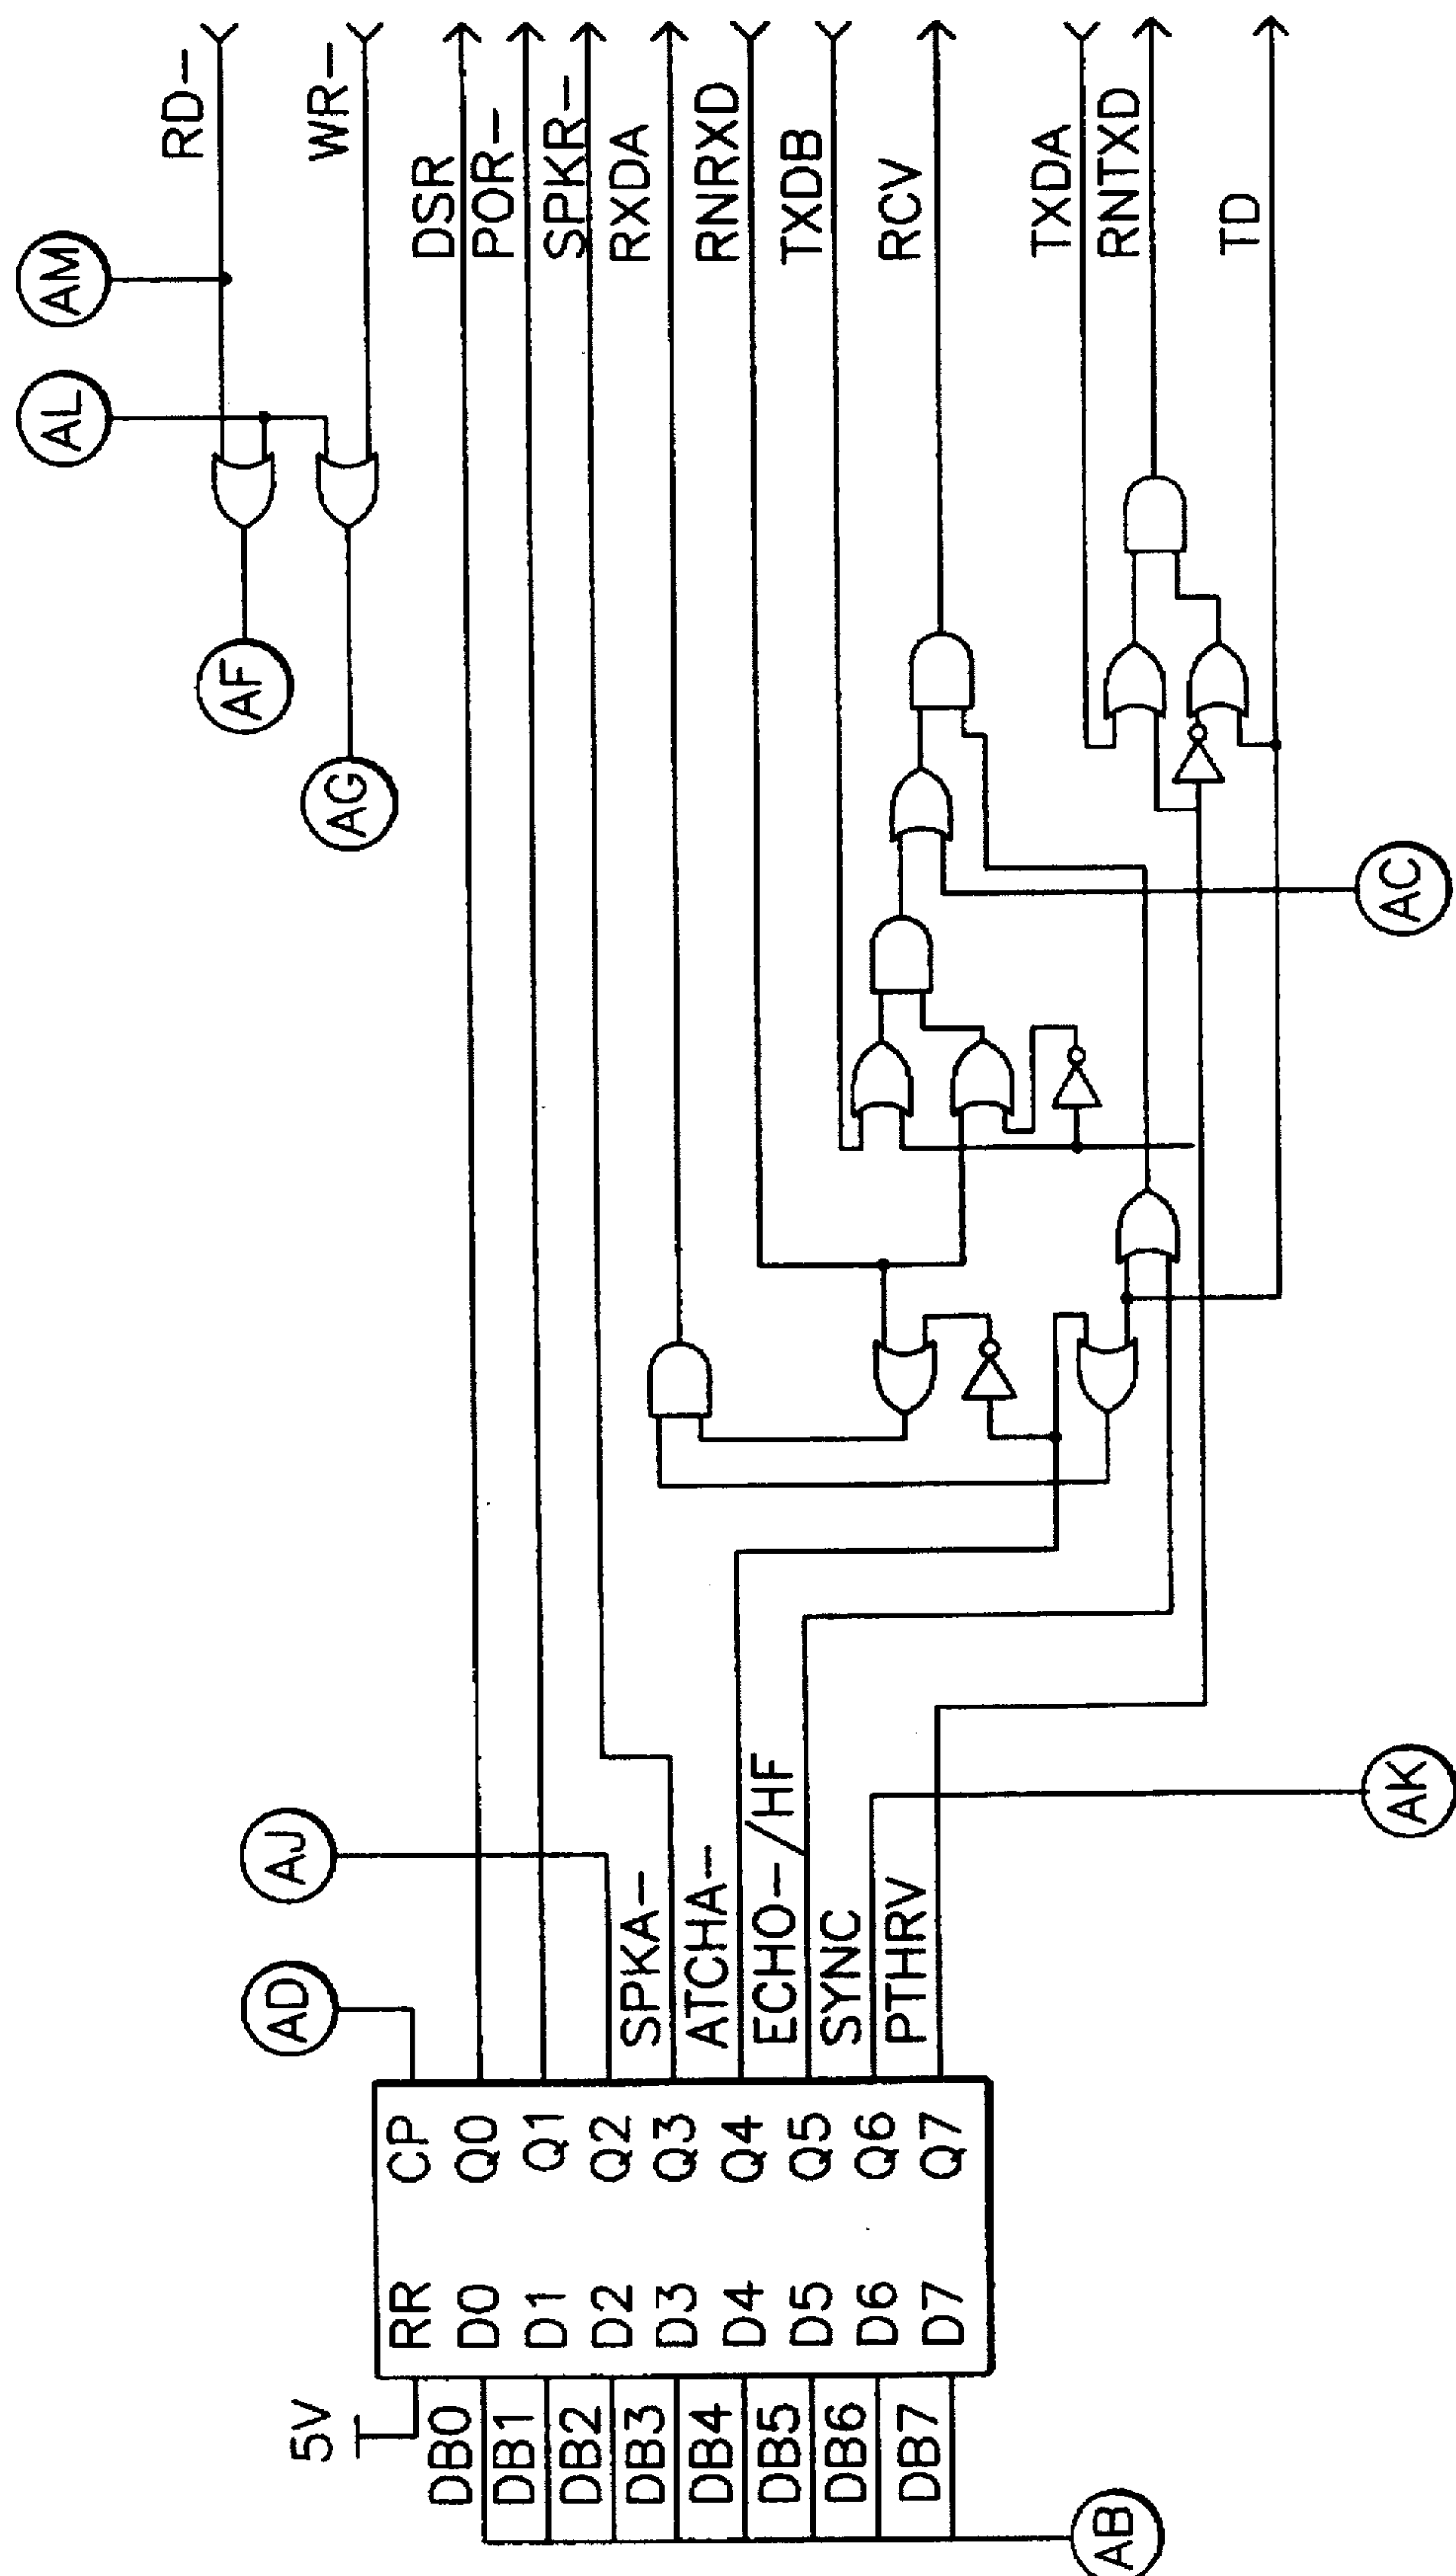 5V
RR
CP
DB0
D0
Q0
DB1
D1
Q1
DB2
D2
Q2
DB3
D3
Q3
DB4
D4
Q4
DB5
D5
Q5
DB6
D6
Q6
DB7
D7
Q7
AB
AD
AJ
SPKA-
ATCHA-
ECHO-/HF
SYNC
PTHRV
AK
AC
AG
AF
AL
AM
RD-
WR-
DSR
POR-
SPKR-
RXDA
RNRXD
TXDB
RCV
TXDA
RNTXD
TD